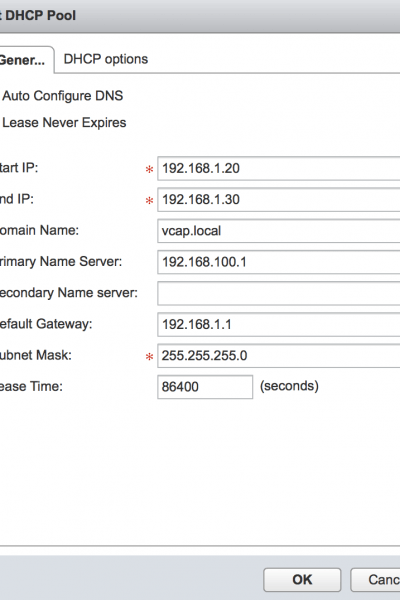 t DHCP Pool
Gener... DHCP options
Auto Configure DNS
Lease Never Expires
tart IP: * 192.168.1.20
nd IP: * 192.168.1.30
omain Name: vcap.local
rimary Name Server: 192.168.100.1
econdary Name server:
efault Gateway: 192.168.1.1
ubnet Mask: * 255.255.255.0
ease Time: 86400 (seconds)
OK Canc